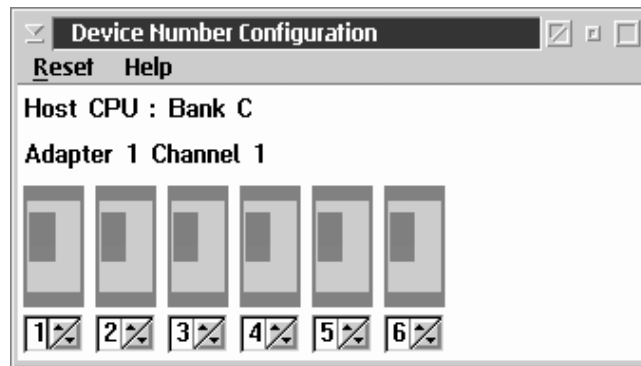 Device Number Configuration
Reset Help
Host CPU : Bank C
Adapter 1 Channel 1
1 2 3 4 5 6